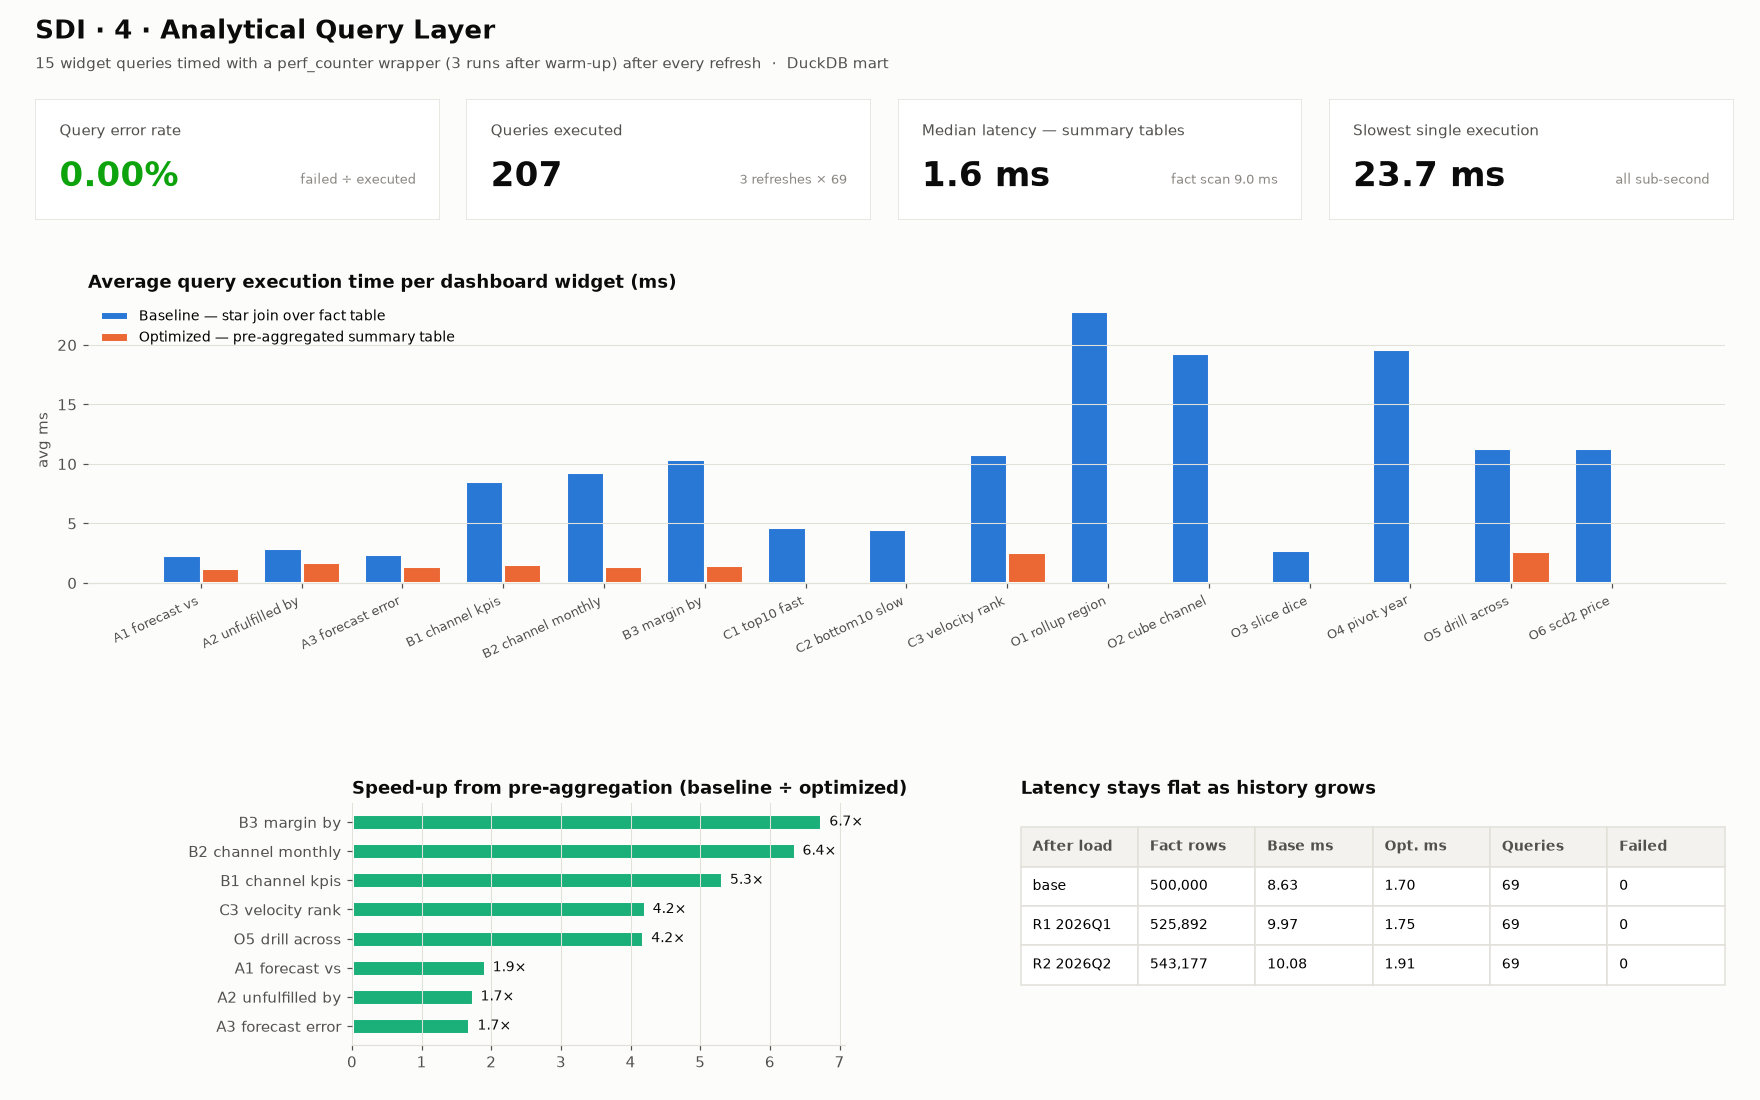 SDI · 4 · Analytical Query Layer
15 widget queries timed with a perf_counter wrapper (3 runs after warm-up) after every refresh · DuckDB mart
Query error rate
0.00%
failed ÷ executed
Queries executed
207
3 refreshes × 69
Median latency — summary tables
1.6 ms
fact scan 9.0 ms
Slowest single execution
23.7 ms
all sub-second
Average query execution time per dashboard widget (ms)
Baseline — star join over fact table
Optimized — pre-aggregated summary table
avg ms
20
15
10
5
0
A1 forecast vs
A2 unfulfilled by
A3 forecast error
B1 channel kpis
B2 channel monthly
B3 margin by
C1 top10 fast
C2 bottom10 slow
C3 velocity rank
O1 rollup region
O2 cube channel
O3 slice dice
O4 pivot year
O5 drill across
O6 scd2 price
Speed-up from pre-aggregation (baseline ÷ optimized)
B3 margin by 6.7×
B2 channel monthly 6.4×
B1 channel kpis 5.3×
C3 velocity rank 4.2×
O5 drill across 4.2×
A1 forecast vs 1.9×
A2 unfulfilled by 1.7×
A3 forecast error 1.7×
0 1 2 3 4 5 6 7
Latency stays flat as history grows
After load Fact rows Base ms Opt. ms Queries Failed
base 500,000 8.63 1.70 69 0
R1 2026Q1 525,892 9.97 1.75 69 0
R2 2026Q2 543,177 10.08 1.91 69 0